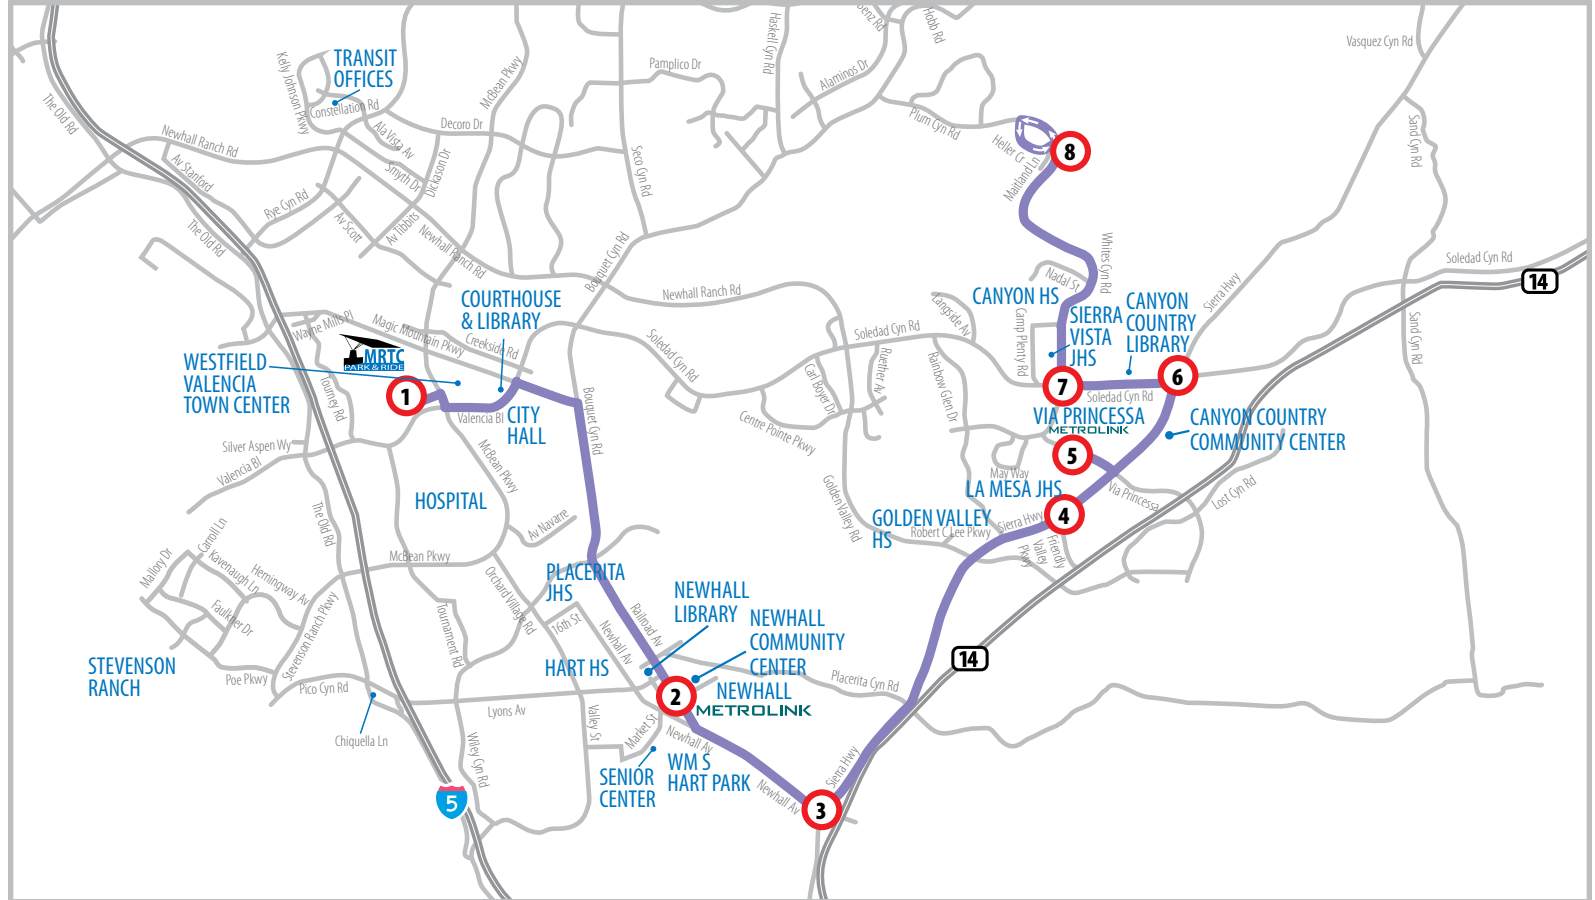 Benz Rd
Hobb Rd
Haskell Cyn Rd
Vasquez Cyn Rd
TRANSIT
OFFICES
Kelly Johnson Pkwy
McBean Pkwy
Pamplico Dr
Alaminos Dr
The Old Rd
Constellation Rd
Plum Cyn Rd
Newhall Ranch Rd
Ala Vista Av
Decoro Dr
Sand Cyn Rd
Heller Cr
8
Av Stanford
Smyth Dr
Dickason Dr
Seco Cyn Rd
Maitland Ln
Rye Cyn Rd
Av Scott
Av Tibbits
The Old Rd
Newhall Ranch Rd
Bouquet Cyn Rd
Whites Cyn Rd
Soledad Cyn Rd
14
Nadal St
Sierra Hwy
Newhall Ranch Rd
COURTHOUSE
& LIBRARY
CANYON HS
CANYON
COUNTRY
LIBRARY
Langside Av
SIERRA
VISTA
JHS
Camp Plenty Rd
Wayne Mills Pl
Magic Mountain Pkwy
Creekside Rd
Soledad Cyn Rd
Soledad Cyn Rd
Sand Cyn Rd
MRTC
PARK & RIDE
WESTFIELD
VALENCIA
TOWN CENTER
Ruether Av
Rainbow Glen Dr
Carl Boyer Dr
1
7
6
Tourney Rd
Soledad Cyn Rd
Valencia Bl
CITY
HALL
Bouquet Cyn Rd
Centre Pointe Pkwy
VIA PRINCESSA
METROLINK
CANYON COUNTRY
COMMUNITY CENTER
Silver Aspen Wy
Valencia Bl
McBean Pkwy
5
May Way
LA MESA JHS
Via Princessa
Lost Cyn Rd
HOSPITAL
Golden Valley Rd
4
GOLDEN VALLEY
HS
Sierra Hwy
Robert C Lee Pkwy
The Old Rd
Av Navarre
Carroll Ln
Friendly
Valley
Pkwy
McBean Pkwy
Mallory Dr
Kavenaugh Ln
Hemingway Av
Orchard Village Rd
PLACERITA
JHS
NEWHALL
LIBRARY
Faulkner Dr
Stevenson Ranch Pkwy
Tournament Rd
16th St
Newhall Av
Railroad Av
NEWHALL
COMMUNITY
CENTER
STEVENSON
RANCH
HART HS
14
Poe Pkwy
Pico Cyn Rd
Placerita Cyn Rd
2
NEWHALL
METROLINK
Lyons Av
Valley St
Market St
Chiquella Ln
Wiley Cyn Rd
Newhall Av
SENIOR
CENTER
WM S
HART PARK
Sierra Hwy
Newhall Av
5
3